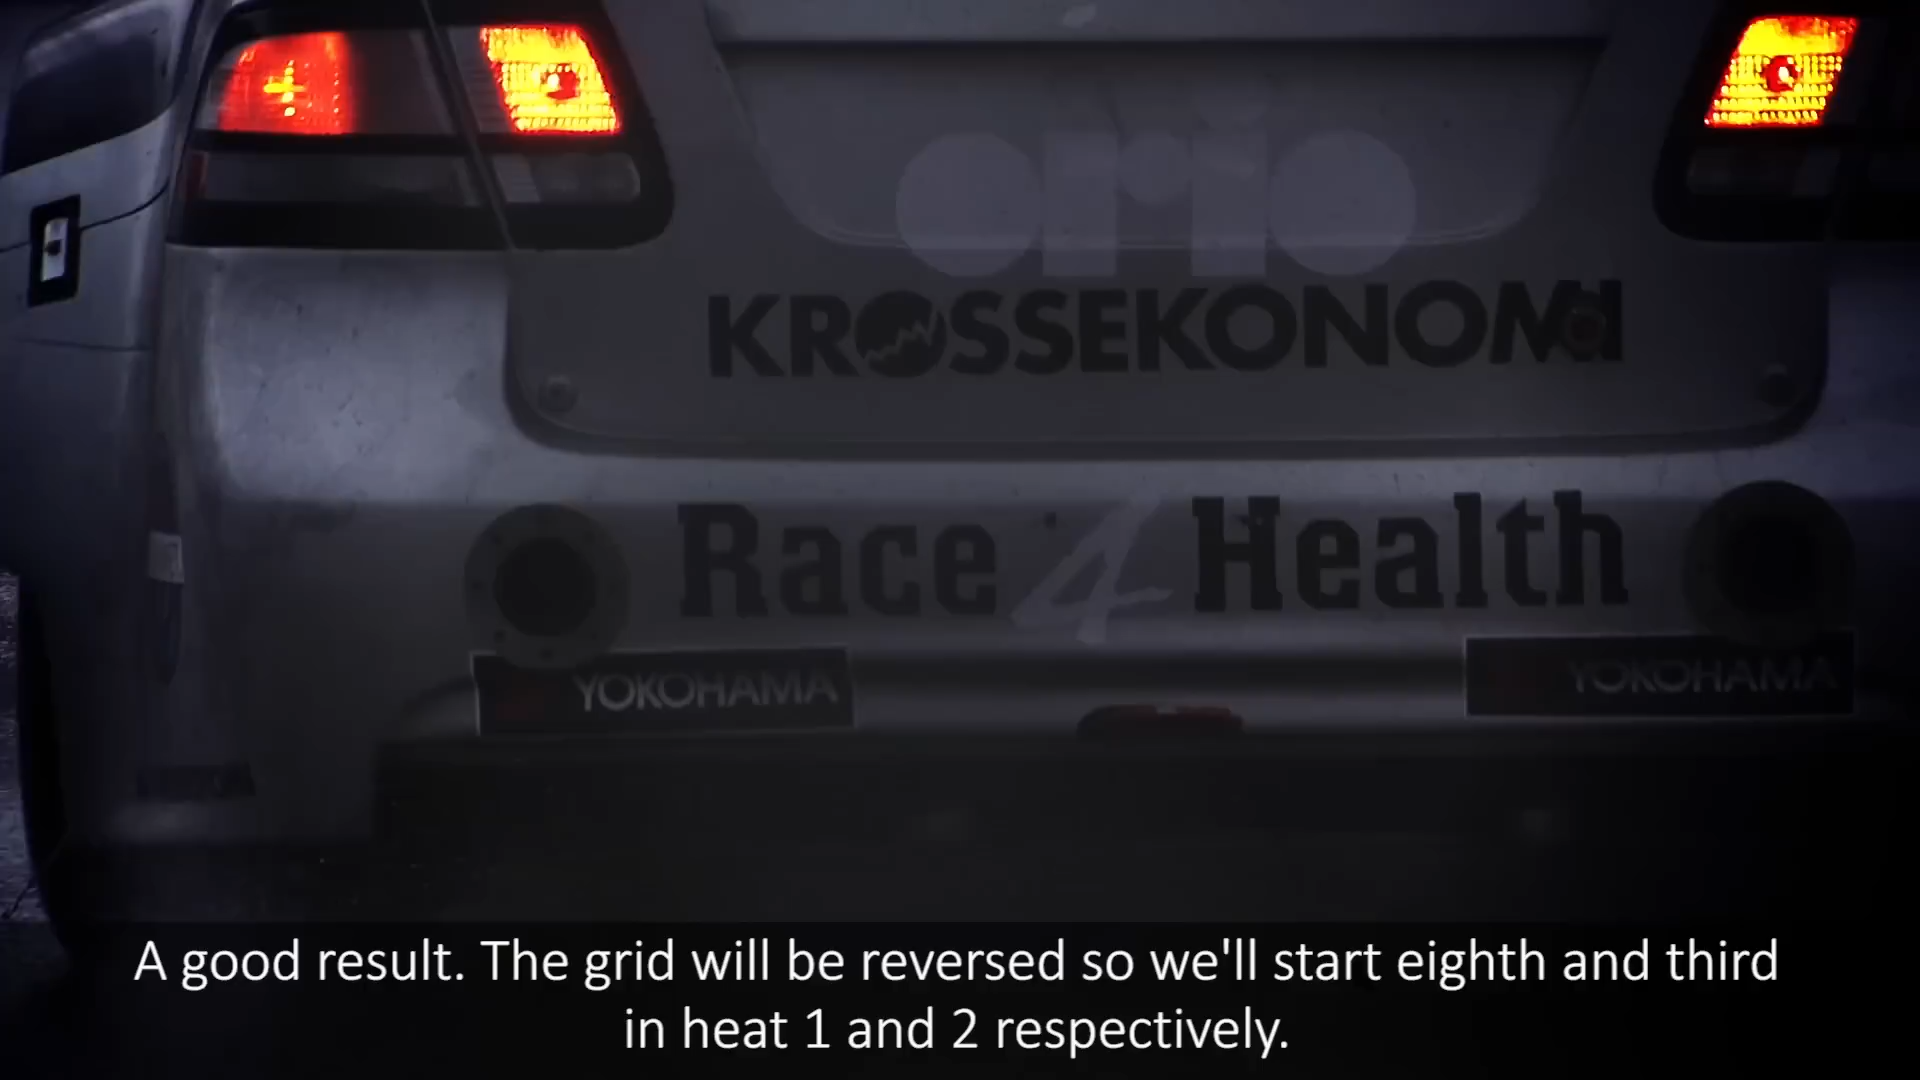 orio
KROSSEKONOMI
Race 4 Health
YOKOHAMA
YOKOHAMA
A good result. The grid will be reversed so we'll start eighth and third
in heat 1 and 2 respectively.